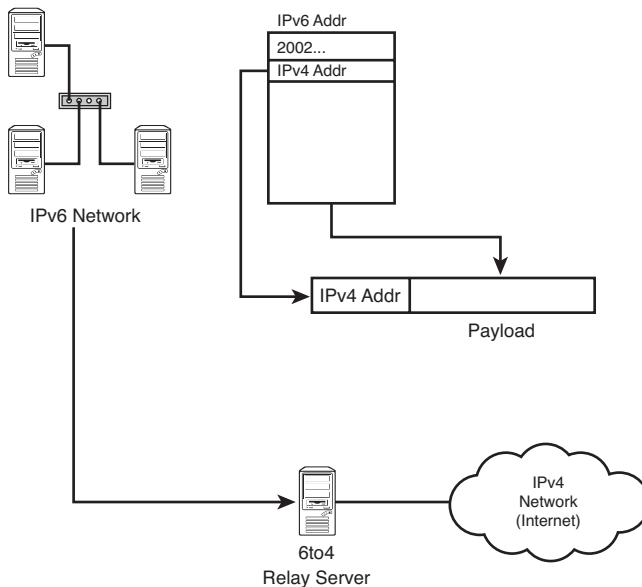 IPv6 Addr
2002...
IPv4 Addr
IPv6 Network
IPv4 Addr
Payload
IPv4
Network
(Internet)
6to4
Relay Server